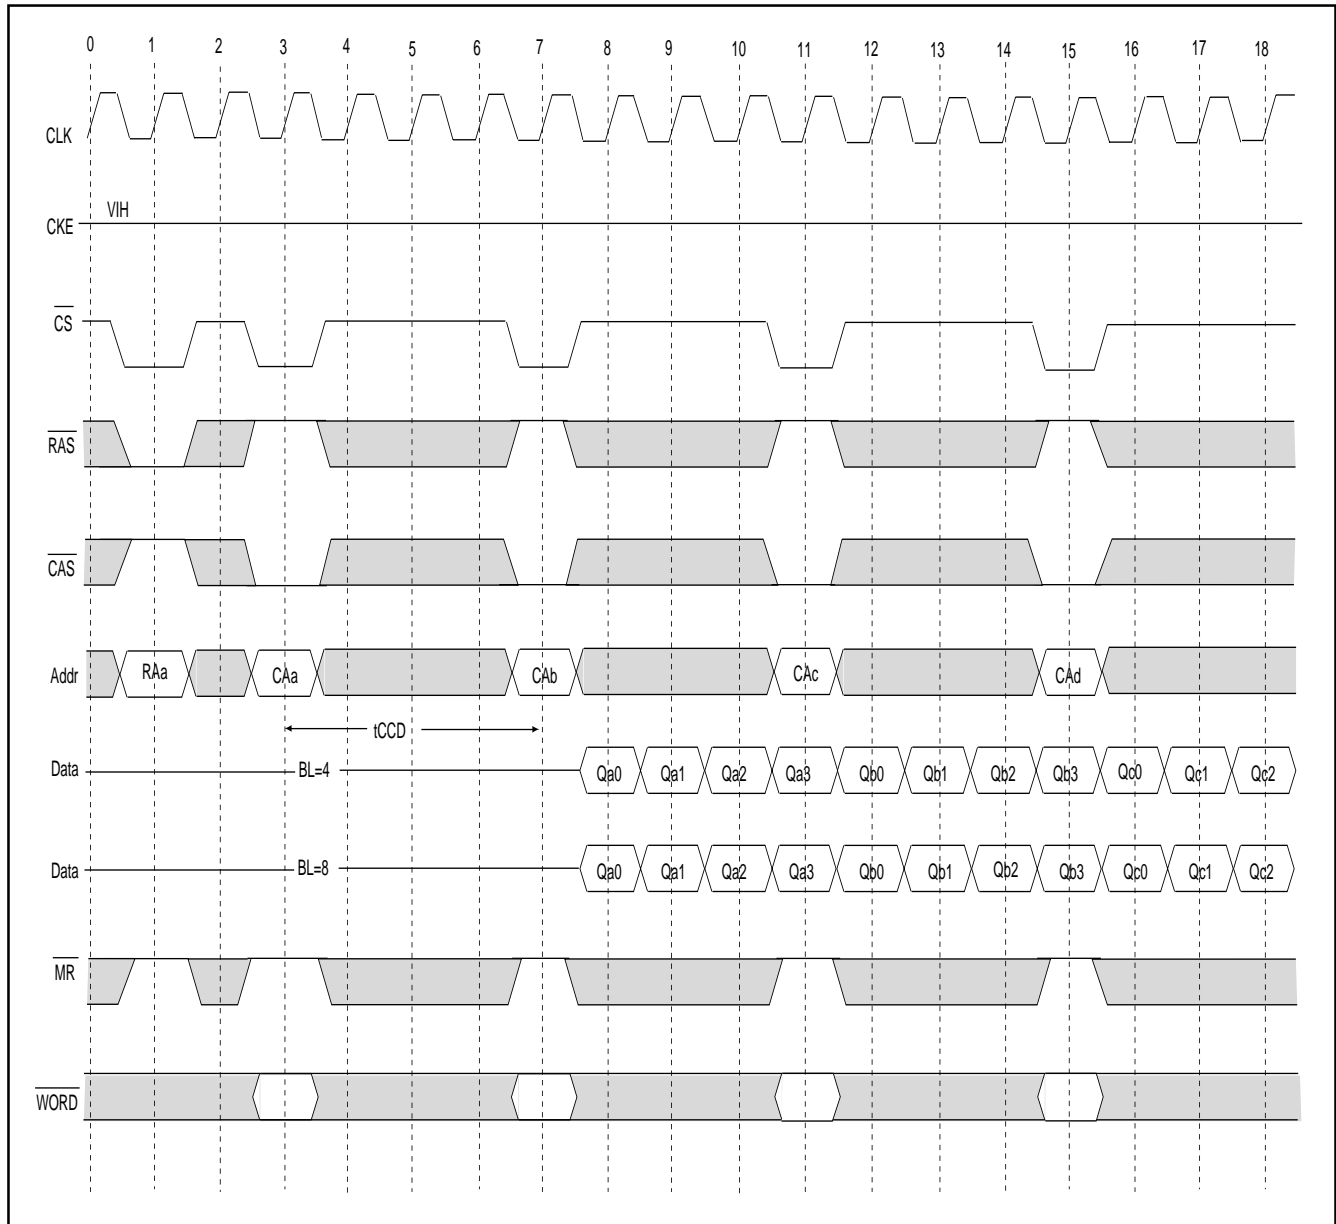 0 1 2 3 4 5 6 7 8 9 10 11 12 13 14 15 16 17 18
CLK
VIH
CKE
CS
RAS
CAS
Addr RAa CAa CAb CAc CAd
tCCD
Data BL=4 Qa0 Qa1 Qa2 Qa3 Qb0 Qb1 Qb2 Qb3 Qc0 Qc1 Qc2
Data BL=8 Qa0 Qa1 Qa2 Qa3 Qb0 Qb1 Qb2 Qb3 Qc0 Qc1 Qc2
MR
WORD